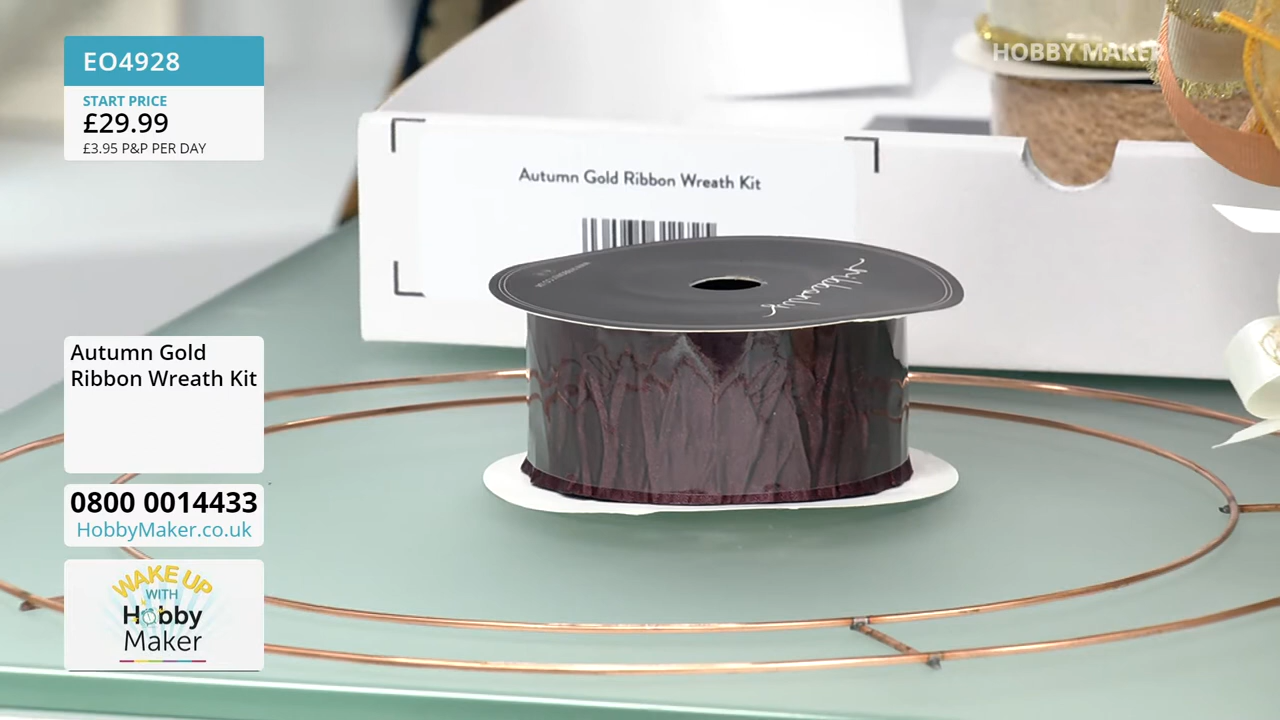 EO4928
START PRICE
£29.99
£3.95 P&P PER DAY
HOBBY MAKER
Autumn Gold Ribbon Wreath Kit
ribbonly
Autumn Gold
Ribbon Wreath Kit
0800 0014433
HobbyMaker.co.uk
WAKE UP
WITH
Hobby
Maker